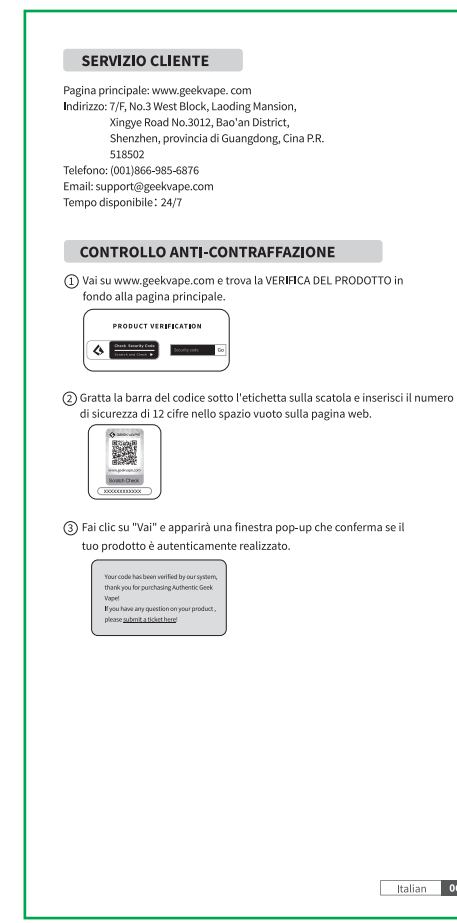 SERVIZIO CLIENTE
Pagina principale: www.geekvape. com
Indirizzo: 7/F, No.3 West Block, Laoding Mansion,
Xingye Road No.3012, Bao'an District,
Shenzhen, provincia di Guangdong, Cina P.R.
518502
Telefono: (001)866-985-6876
Email: support@geekvape.com
Tempo disponibile: 24/7
CONTROLLO ANTI-CONTRAFFAZIONE
① Vai su www.geekvape.com e trova la VERIFICA DEL PRODOTTO in
fondo alla pagina principale.
PRODUCT VERIFICATION
Check Security Code
Scratch and Check ▶
Security code
Go
② Gratta la barra del codice sotto l'etichetta sulla scatola e inserisci il numero
di sicurezza di 12 cifre nello spazio vuoto sulla pagina web.
GEEKVAPE
www.geekvape.com
Scratch Check
XXXXXXXXXXXX
③ Fai clic su "Vai" e apparirà una finestra pop-up che conferma se il
tuo prodotto è autenticamente realizzato.
Your code has been verified by our system,
thank you for purchasing Authentic Geek
Vape!
If you have any question on your product ,
please submit a ticket here!
Italian